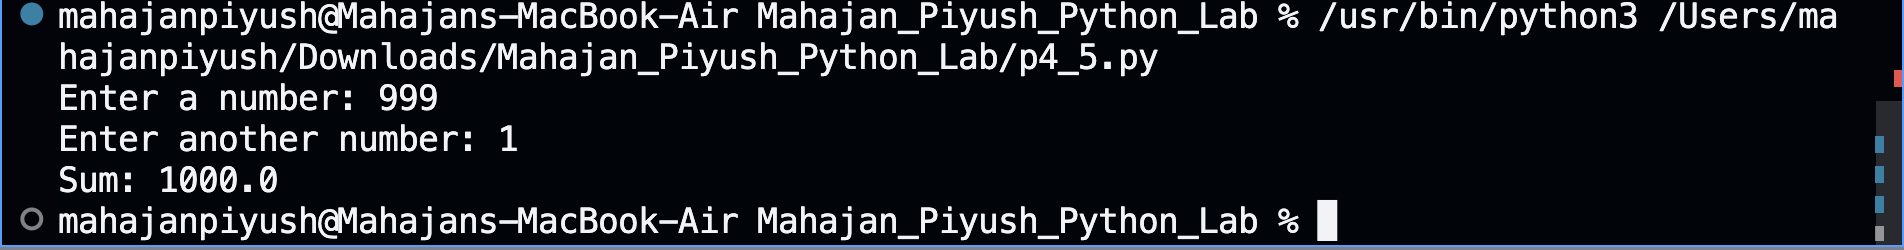 mahajanpiyush@Mahajans-MacBook-Air Mahajan_Piyush_Python_Lab % /usr/bin/python3 /Users/ma
hajanpiyush/Downloads/Mahajan_Piyush_Python_Lab/p4_5.py
Enter a number: 999
Enter another number: 1
Sum: 1000.0
mahajanpiyush@Mahajans-MacBook-Air Mahajan_Piyush_Python_Lab %